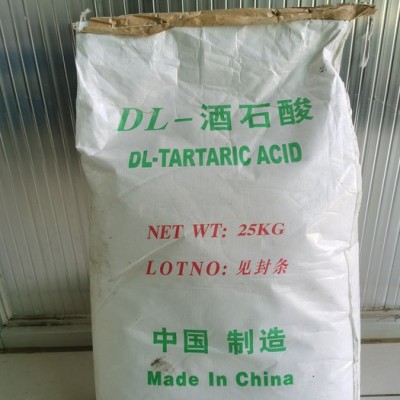 DL-酒石酸
DL-TARTARIC ACID
NET WT: 25KG
LOTNO: 见封条
中国 制造
Made In China